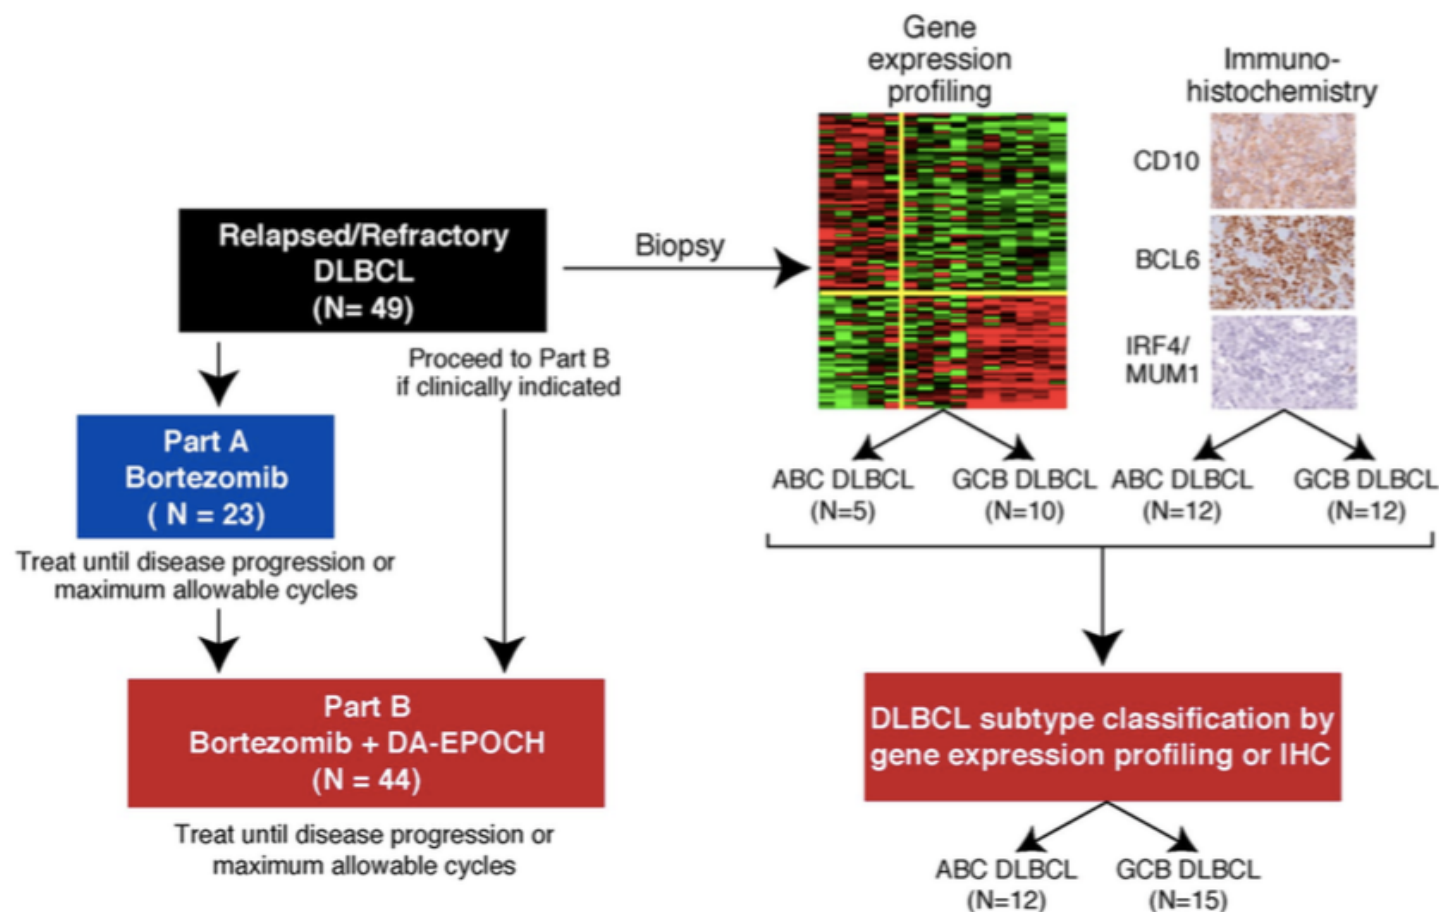 Relapsed/Refractory
DLBCL
(N= 49)
Proceed to Part B
if clinically indicated
Part A
Bortezomib
( N = 23)
Treat until disease progression or
maximum allowable cycles
Part B
Bortezomib + DA-EPOCH
(N = 44)
Treat until disease progression or
maximum allowable cycles
Biopsy
Gene
expression
profiling
Immuno-
histochemistry
CD10
BCL6
IRF4/
MUM1
ABC DLBCL
(N=5)
GCB DLBCL
(N=10)
ABC DLBCL
(N=12)
GCB DLBCL
(N=12)
DLBCL subtype classification by
gene expression profiling or IHC
ABC DLBCL
(N=12)
GCB DLBCL
(N=15)